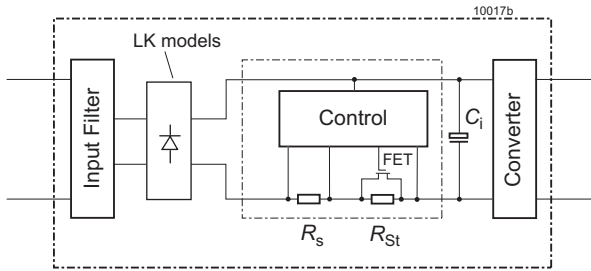 10017b
LK models
Input Filter
Control
FET
Ci
Converter
Rs
RSt